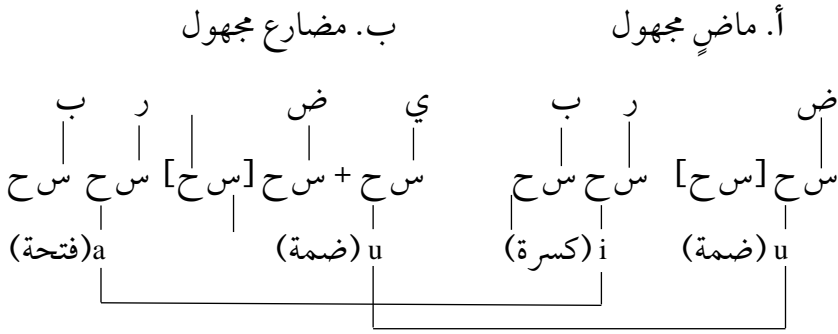 أ. ماضٍ مجهول ب. مضارع مجهول
ض ر ب ي ض ر ب
س ح [س ح] س ح س ح س ح + س ح [س ح] س ح س ح
u (ضمة) i (كسرة) u (ضمة) a (فتحة)